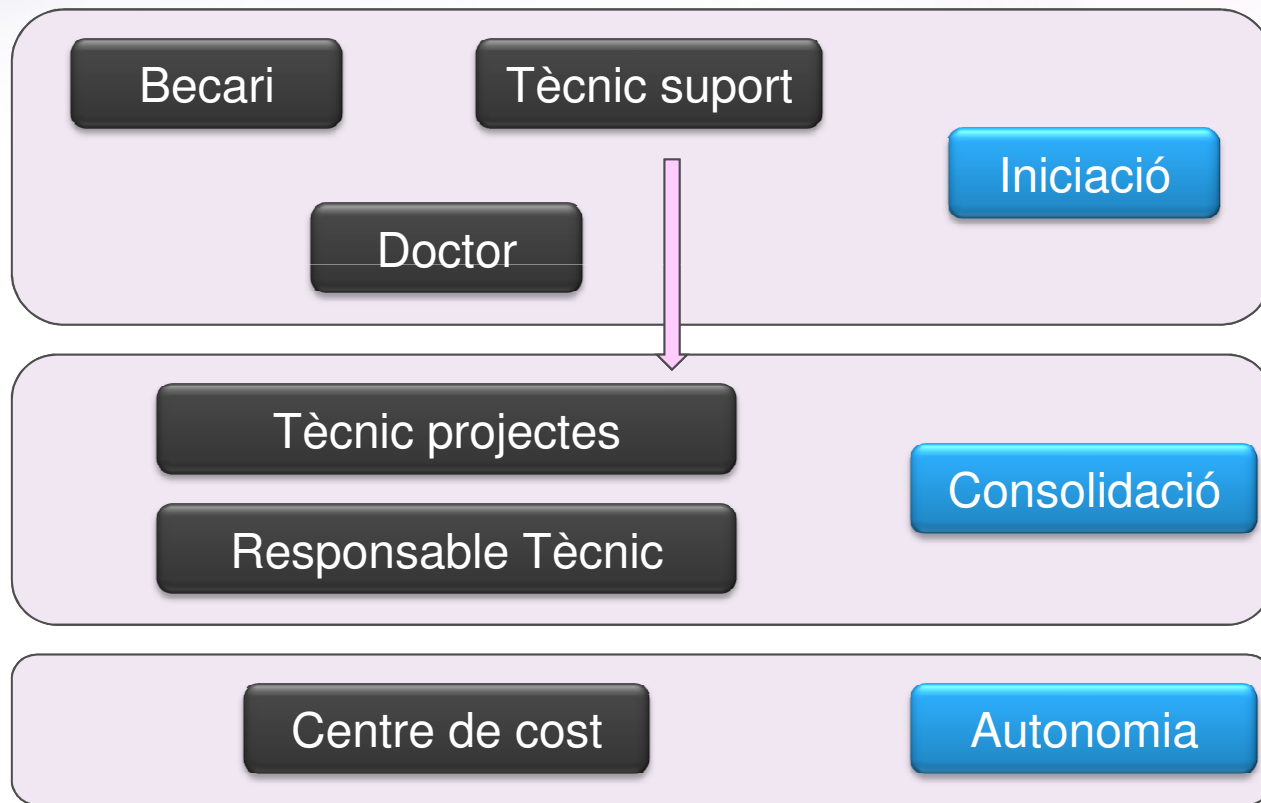 Becari
Tècnic suport
Iniciació
Doctor
Tècnic projectes
Consolidació
Responsable Tècnic
Centre de cost
Autonomia